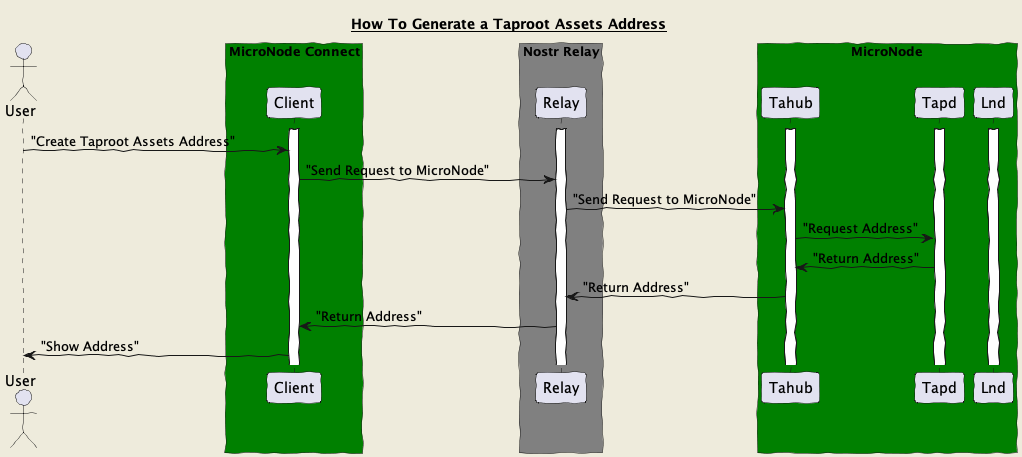 How To Generate a Taproot Assets Address
MicroNode Connect
Nostr Relay
MicroNode
User
Client
Relay
Tahub
Tapd
Lnd
"Create Taproot Assets Address"
"Send Request to MicroNode"
"Send Request to MicroNode"
"Request Address"
"Return Address"
"Return Address"
"Return Address"
"Show Address"
User
Client
Relay
Tahub
Tapd
Lnd